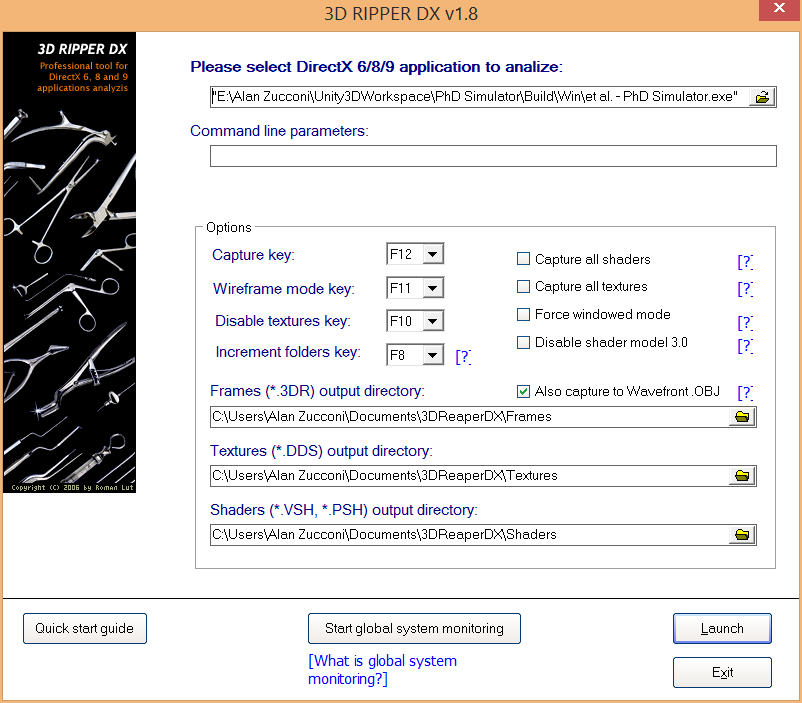 3D RIPPER DX v1.8
3D RIPPER DX
Professional tool for
DirectX 6, 8 and 9
applications analyzis
Copyright (C) 2006 by Roman Lut
Please select DirectX 6/8/9 application to analize:
"E:\Alan Zucconi\Unity3DWorkspace\PhD Simulator\Build\Win\et al. - PhD Simulator.exe"
Command line parameters:
Options
Capture key:
F12
Capture all shaders
[?]
Wireframe mode key:
F11
Capture all textures
[?]
Disable textures key:
F10
Force windowed mode
[?]
Increment folders key:
F8
[?]
Disable shader model 3.0
[?]
Frames (*.3DR) output directory:
Also capture to Wavefront .OBJ
[?]
C:\Users\Alan Zucconi\Documents\3DReaperDX\Frames
Textures (*.DDS) output directory:
C:\Users\Alan Zucconi\Documents\3DReaperDX\Textures
Shaders (*.VSH, *.PSH) output directory:
C:\Users\Alan Zucconi\Documents\3DReaperDX\Shaders
Quick start guide
Start global system monitoring
Launch
[What is global system
monitoring?]
Exit